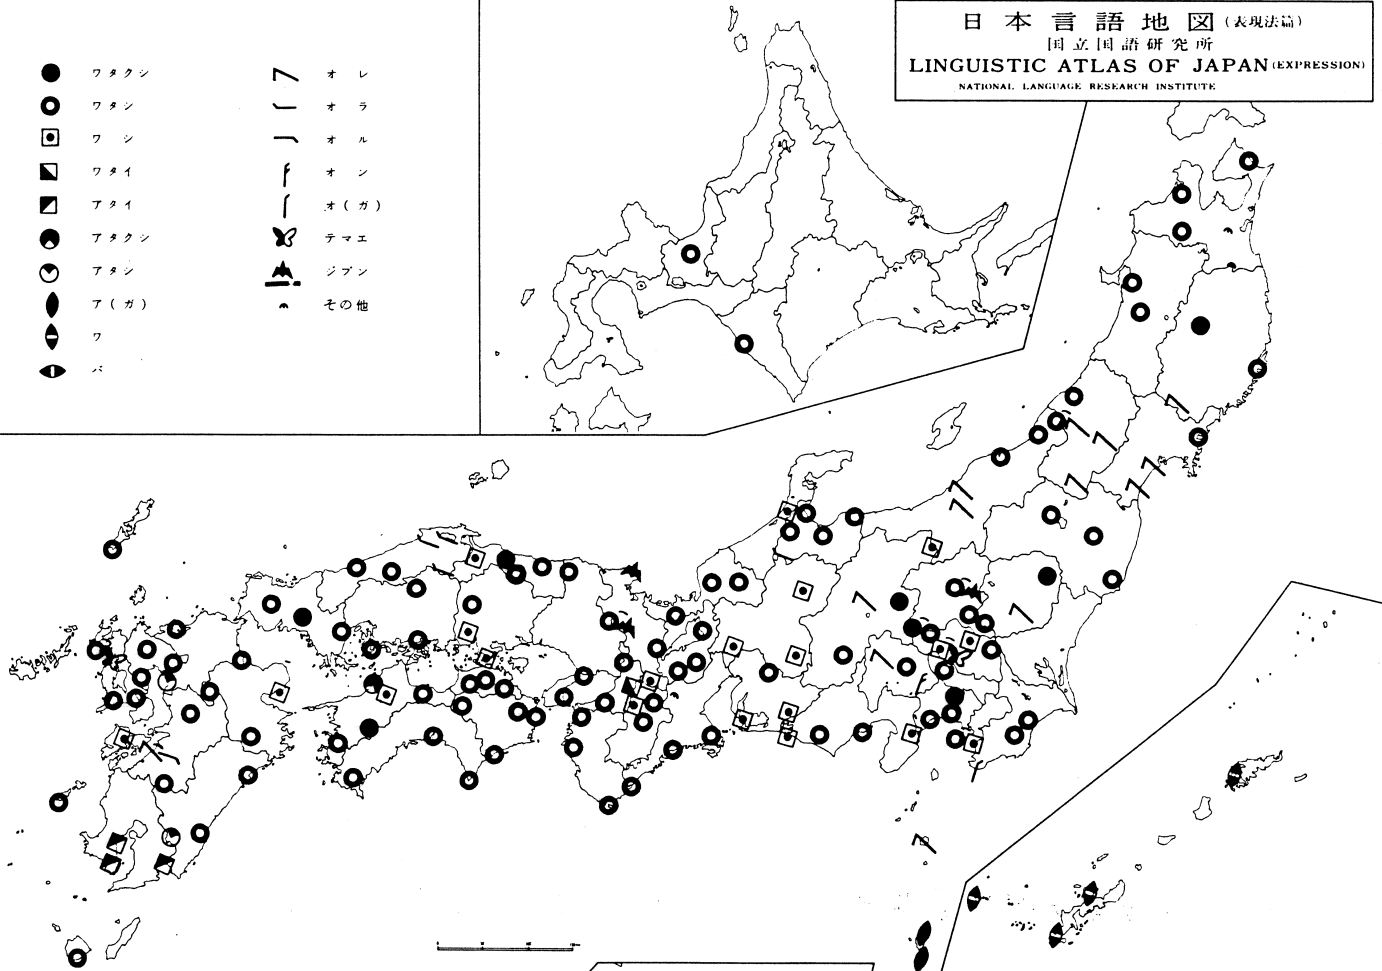 日本言語地図(表現法篇)
国立国語研究所
LINGUISTIC ATLAS OF JAPAN(EXPRESSION)
NATIONAL LANGUAGE RESEARCH INSTITUTE
ワタクシ
ワタシ
ワシ
ワタイ
アタイ
アタクシ
アタシ
ア(ガ)
ワ
バ
オレ
オラ
オル
オン
オ(ガ)
テマエ
ジブン
その他